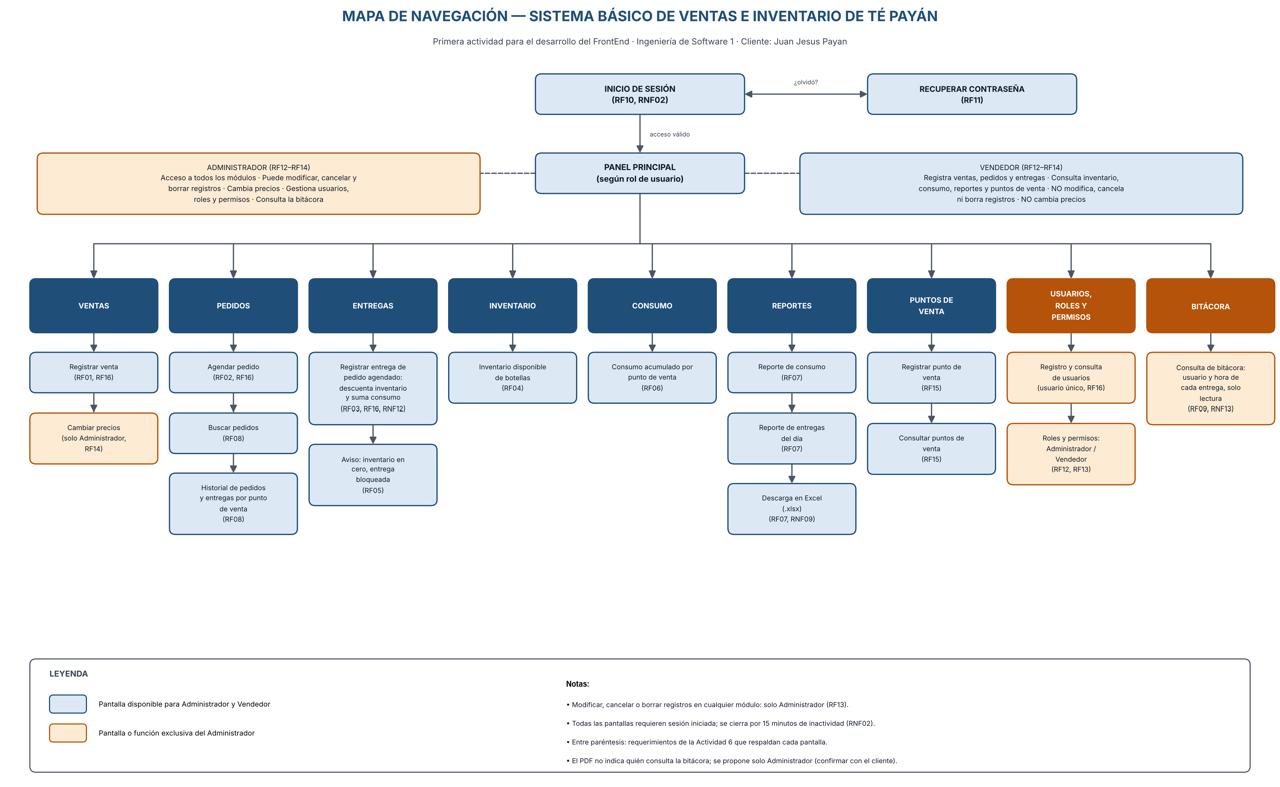 MAPA DE NAVEGACIÓN — SISTEMA BÁSICO DE VENTAS E INVENTARIO DE TÉ PAYÁN
Primera actividad para el desarrollo del FrontEnd · Ingeniería de Software 1 · Cliente: Juan Jesus Payan
INICIO DE SESIÓN
(RF10, RNF02)
¿olvidó?
RECUPERAR CONTRASEÑA
(RF11)
acceso válido
ADMINISTRADOR (RF12–RF14)
Acceso a todos los módulos · Puede modificar, cancelar y
borrar registros · Cambia precios · Gestiona usuarios,
roles y permisos · Consulta la bitácora
PANEL PRINCIPAL
(según rol de usuario)
VENDEDOR (RF12–RF14)
Registra ventas, pedidos y entregas · Consulta inventario,
consumo, reportes y puntos de venta · NO modifica, cancela
ni borra registros · NO cambia precios
VENTAS
Registrar venta
(RF01, RF16)
Cambiar precios
(solo Administrador,
RF14)
PEDIDOS
Agendar pedido
(RF02, RF16)
Buscar pedidos
(RF08)
Historial de pedidos
y entregas por punto
de venta
(RF08)
ENTREGAS
Registrar entrega de
pedido agendado:
descuenta inventario
y suma consumo
(RF03, RF16, RNF12)
Aviso: inventario en
cero, entrega
bloqueada
(RF05)
INVENTARIO
Inventario disponible
de botellas
(RF04)
CONSUMO
Consumo acumulado por
punto de venta
(RF06)
REPORTES
Reporte de consumo
(RF07)
Reporte de entregas
del día
(RF07)
Descarga en Excel
(.xlsx)
(RF07, RNF09)
PUNTOS DE
VENTA
Registrar punto de
venta
(RF15)
Consultar puntos de
venta
(RF15)
USUARIOS,
ROLES Y
PERMISOS
Registro y consulta
de usuarios
(usuario único, RF16)
Roles y permisos:
Administrador /
Vendedor
(RF12, RF13)
BITÁCORA
Consulta de bitácora:
usuario y hora de
cada entrega, solo
lectura
(RF09, RNF13)
LEYENDA
Pantalla disponible para Administrador y Vendedor
Pantalla o función exclusiva del Administrador
Notas:
• Modificar, cancelar o borrar registros en cualquier módulo: solo Administrador (RF13).
• Todas las pantallas requieren sesión iniciada; se cierra por 15 minutos de inactividad (RNF02).
• Entre paréntesis: requerimientos de la Actividad 6 que respaldan cada pantalla.
• El PDF no indica quién consulta la bitácora; se propone solo Administrador (confirmar con el cliente).